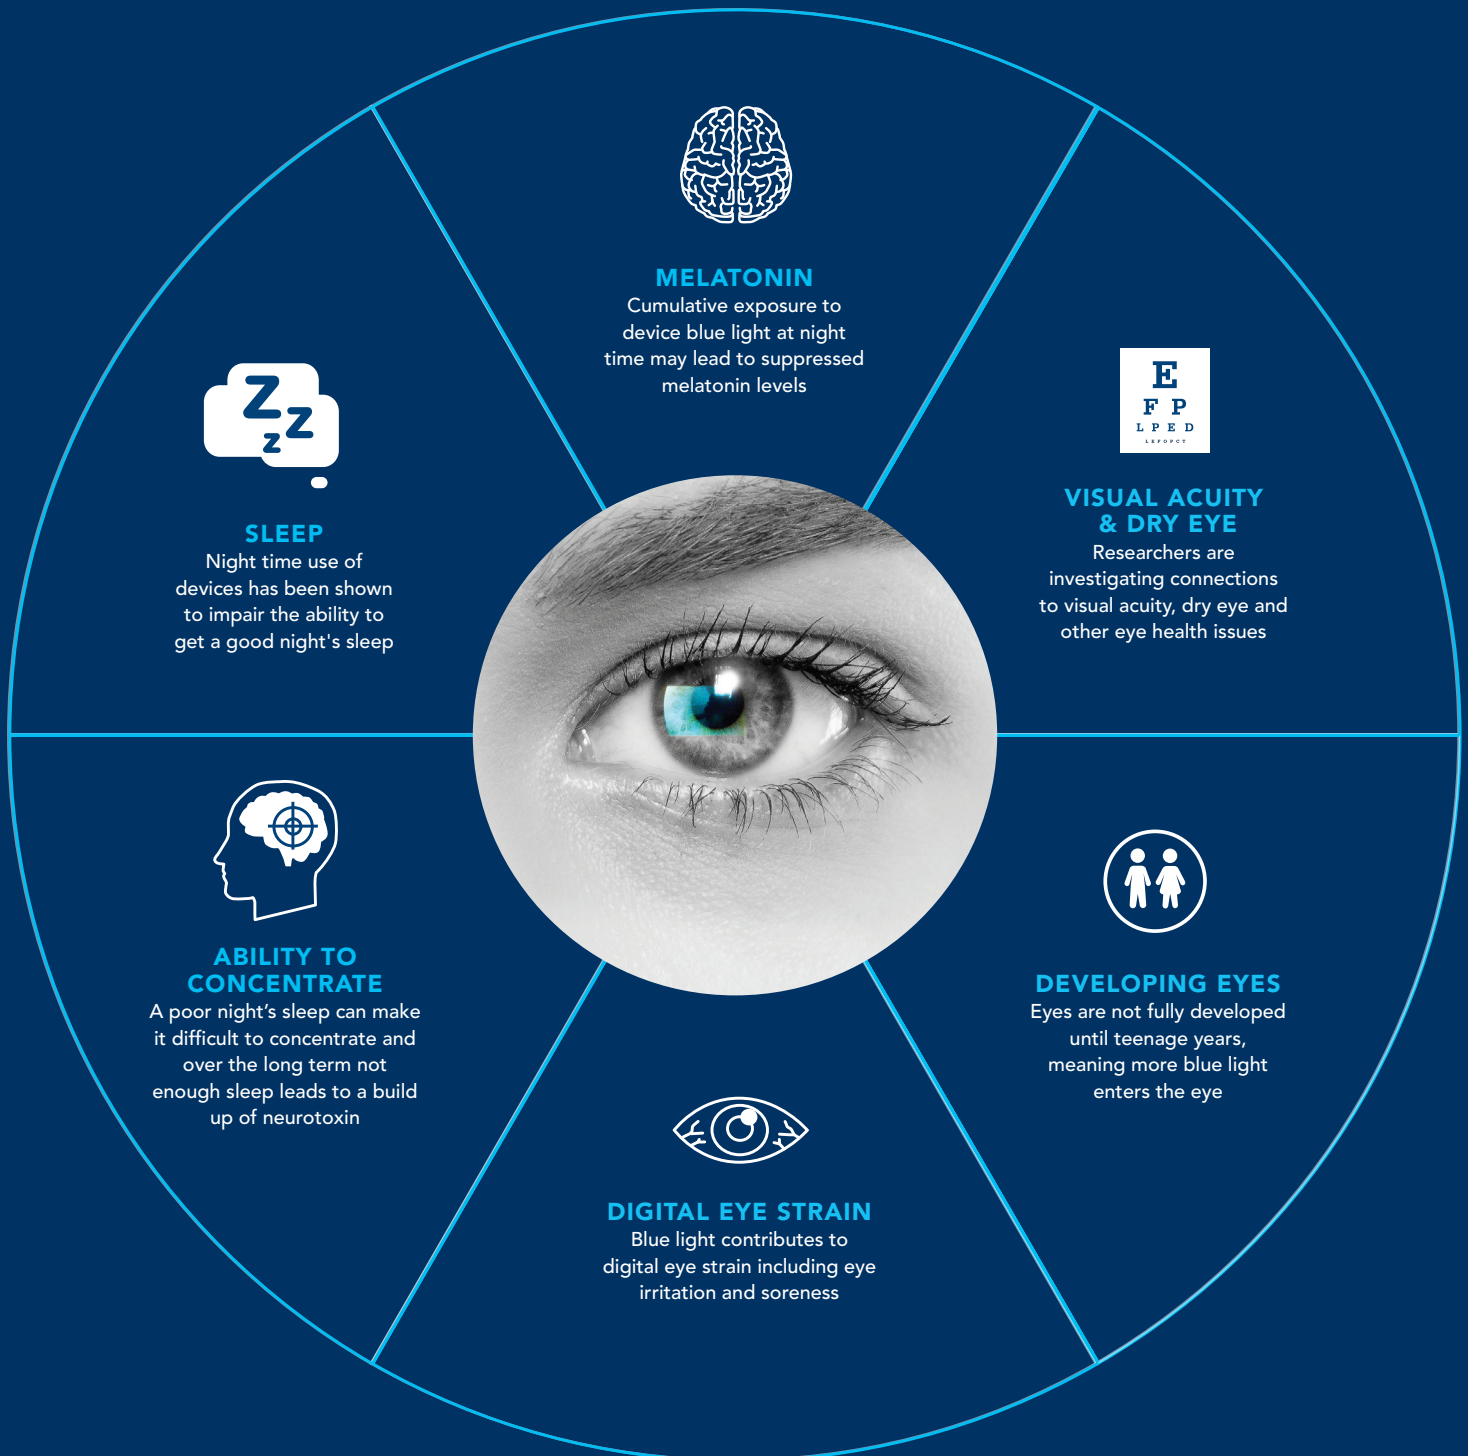 MELATONIN
Cumulative exposure to
device blue light at night
time may lead to suppressed
melatonin levels
E
F P
L P E D
L E F O P C T
VISUAL ACUITY
& DRY EYE
Researchers are
investigating connections
to visual acuity, dry eye and
other eye health issues
DEVELOPING EYES
Eyes are not fully developed
until teenage years,
meaning more blue light
enters the eye
DIGITAL EYE STRAIN
Blue light contributes to
digital eye strain including eye
irritation and soreness
ABILITY TO
CONCENTRATE
A poor night’s sleep can make
it difficult to concentrate and
over the long term not
enough sleep leads to a build
up of neurotoxin
Z
Z
z
SLEEP
Night time use of
devices has been shown
to impair the ability to
get a good night's sleep